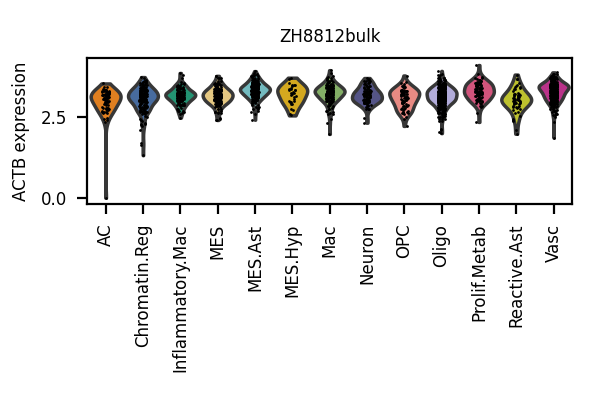 ZH8812bulk
ACTB expression
2.5
0.0
AC
Chromatin.Reg
Inflammatory.Mac
MES
MES.Ast
MES.Hyp
Mac
Neuron
OPC
Oligo
Prolif.Metab
Reactive.Ast
Vasc